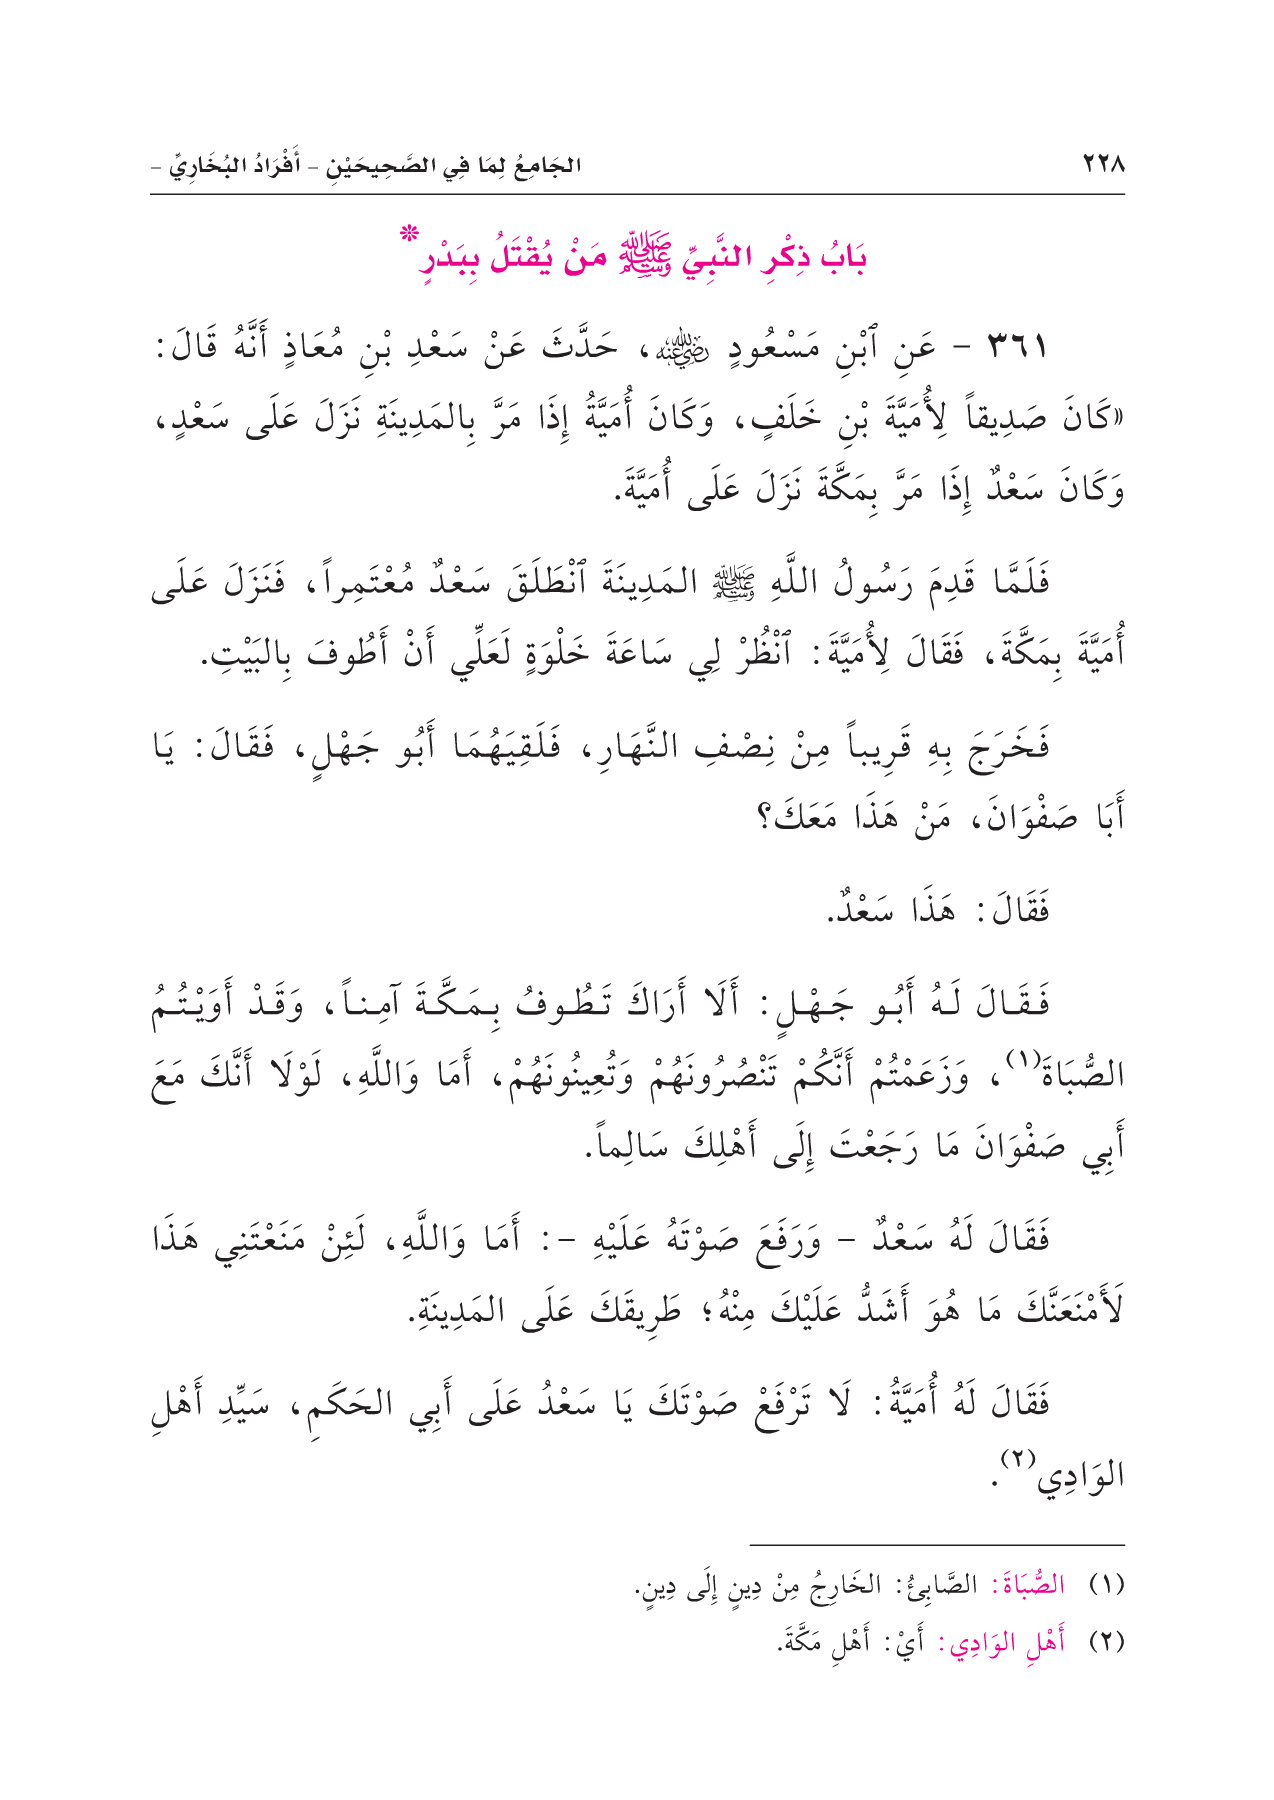 ٢٢٨ الجَامِعُ لِمَا فِي الصَّحِيحَيْنِ – أَفْرَادُ البُخَارِيِّ –
بَابُ ذِكْرِ النَّبِيِّ ﷺ مَنْ يُقْتَلُ بِبَدْرٍ*
٣٦١ – عَنِ ٱبْنِ مَسْعُودٍ رضي الله عنه، حَدَّثَ عَنْ سَعْدِ بْنِ مُعَاذٍ أَنَّهُ قَالَ:
«كَانَ صَدِيقاً لِأُمَيَّةَ بْنِ خَلَفٍ، وَكَانَ أُمَيَّةُ إِذَا مَرَّ بِالمَدِينَةِ نَزَلَ عَلَى سَعْدٍ،
وَكَانَ سَعْدٌ إِذَا مَرَّ بِمَكَّةَ نَزَلَ عَلَى أُمَيَّةَ.
فَلَمَّا قَدِمَ رَسُولُ اللَّهِ ﷺ المَدِينَةَ ٱنْطَلَقَ سَعْدٌ مُعْتَمِراً، فَنَزَلَ عَلَى
أُمَيَّةَ بِمَكَّةَ، فَقَالَ لِأُمَيَّةَ: ٱنْظُرْ لِي سَاعَةَ خَلْوَةٍ لَعَلِّي أَنْ أَطُوفَ بِالبَيْتِ.
فَخَرَجَ بِهِ قَرِيباً مِنْ نِصْفِ النَّهَارِ، فَلَقِيَهُمَا أَبُو جَهْلٍ، فَقَالَ: يَا
أَبَا صَفْوَانَ، مَنْ هَذَا مَعَكَ؟
فَقَالَ: هَذَا سَعْدٌ.
فَقَالَ لَهُ أَبُو جَهْلٍ: أَلَا أَرَاكَ تَطُوفُ بِمَكَّةَ آمِناً، وَقَدْ أَوَيْتُمُ
الصُّبَاةَ(١)، وَزَعَمْتُمْ أَنَّكُمْ تَنْصُرُونَهُمْ وَتُعِينُونَهُمْ، أَمَا وَاللَّهِ، لَوْلَا أَنَّكَ مَعَ
أَبِي صَفْوَانَ مَا رَجَعْتَ إِلَى أَهْلِكَ سَالِماً.
فَقَالَ لَهُ سَعْدٌ – وَرَفَعَ صَوْتَهُ عَلَيْهِ –: أَمَا وَاللَّهِ، لَئِنْ مَنَعْتَنِي هَذَا
لَأَمْنَعَنَّكَ مَا هُوَ أَشَدُّ عَلَيْكَ مِنْهُ؛ طَرِيقَكَ عَلَى المَدِينَةِ.
فَقَالَ لَهُ أُمَيَّةُ: لَا تَرْفَعْ صَوْتَكَ يَا سَعْدُ عَلَى أَبِي الحَكَمِ، سَيِّدِ أَهْلِ
الوَادِي(٢).
(١) الصُّبَاةَ: الصَّابِئُ: الخَارِجُ مِنْ دِينٍ إِلَى دِينٍ.
(٢) أَهْلِ الوَادِي: أَيْ: أَهْلِ مَكَّةَ.